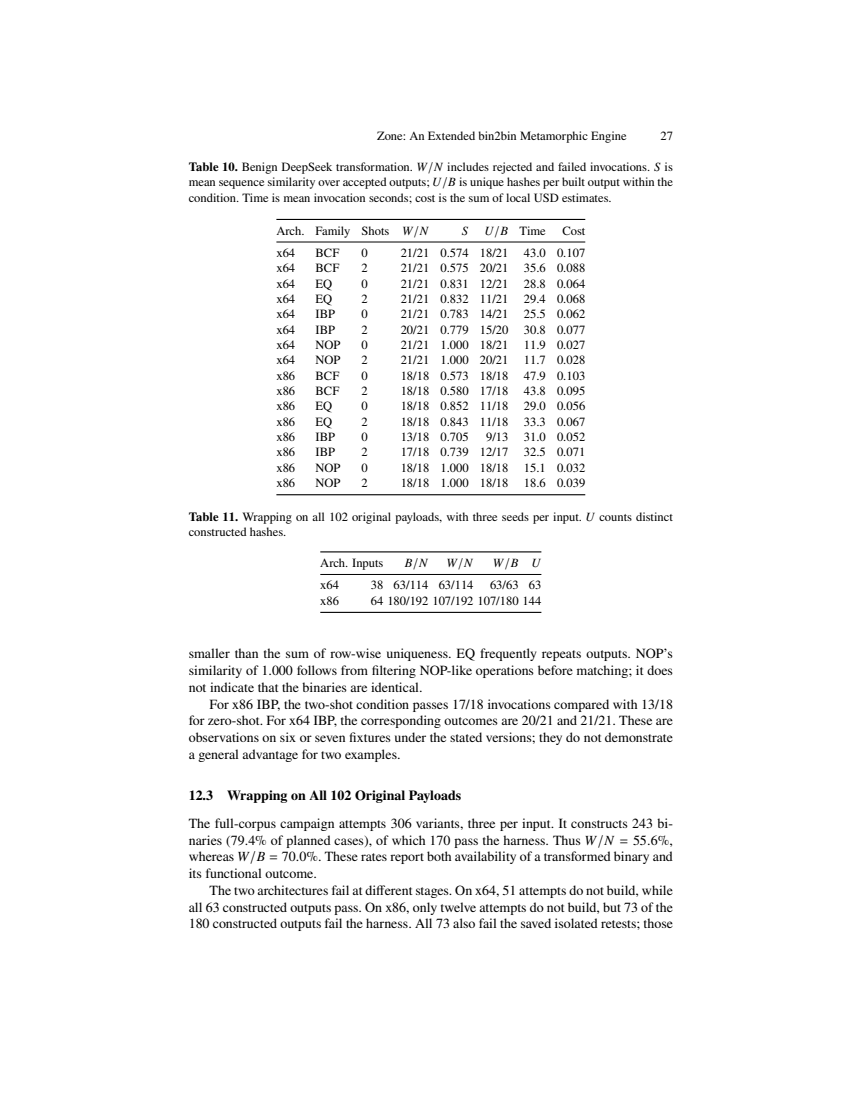 Zone: An Extended bin2bin Metamorphic Engine 27
Table 10. Benign DeepSeek transformation. W/N includes rejected and failed invocations. S is
mean sequence similarity over accepted outputs; U/B is unique hashes per built output within the
condition. Time is mean invocation seconds; cost is the sum of local USD estimates.
Arch. Family Shots W/N S U/B Time Cost
x64 BCF 0 21/21 0.574 18/21 43.0 0.107
x64 BCF 2 21/21 0.575 20/21 35.6 0.088
x64 EQ 0 21/21 0.831 12/21 28.8 0.064
x64 EQ 2 21/21 0.832 11/21 29.4 0.068
x64 IBP 0 21/21 0.783 14/21 25.5 0.062
x64 IBP 2 20/21 0.779 15/20 30.8 0.077
x64 NOP 0 21/21 1.000 18/21 11.9 0.027
x64 NOP 2 21/21 1.000 20/21 11.7 0.028
x86 BCF 0 18/18 0.573 18/18 47.9 0.103
x86 BCF 2 18/18 0.580 17/18 43.8 0.095
x86 EQ 0 18/18 0.852 11/18 29.0 0.056
x86 EQ 2 18/18 0.843 11/18 33.3 0.067
x86 IBP 0 13/18 0.705 9/13 31.0 0.052
x86 IBP 2 17/18 0.739 12/17 32.5 0.071
x86 NOP 0 18/18 1.000 18/18 15.1 0.032
x86 NOP 2 18/18 1.000 18/18 18.6 0.039
Table 11. Wrapping on all 102 original payloads, with three seeds per input. U counts distinct
constructed hashes.
Arch. Inputs B/N W/N W/B U
x64 38 63/114 63/114 63/63 63
x86 64 180/192 107/192 107/180 144
smaller than the sum of row-wise uniqueness. EQ frequently repeats outputs. NOP's
similarity of 1.000 follows from filtering NOP-like operations before matching; it does
not indicate that the binaries are identical.
For x86 IBP, the two-shot condition passes 17/18 invocations compared with 13/18
for zero-shot. For x64 IBP, the corresponding outcomes are 20/21 and 21/21. These are
observations on six or seven fixtures under the stated versions; they do not demonstrate
a general advantage for two examples.
12.3 Wrapping on All 102 Original Payloads
The full-corpus campaign attempts 306 variants, three per input. It constructs 243 bi-
naries (79.4% of planned cases), of which 170 pass the harness. Thus W/N = 55.6%,
whereas W/B = 70.0%. These rates report both availability of a transformed binary and
its functional outcome.
The two architectures fail at different stages. On x64, 51 attempts do not build, while
all 63 constructed outputs pass. On x86, only twelve attempts do not build, but 73 of the
180 constructed outputs fail the harness. All 73 also fail the saved isolated retests; those